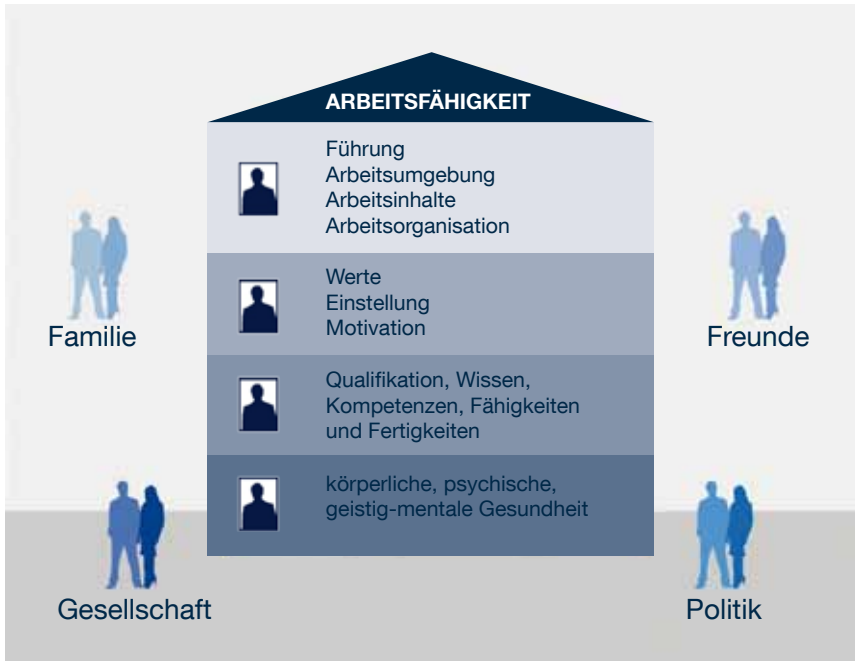 ARBEITSFÄHIGKEIT
Führung
Arbeitsumgebung
Arbeitsinhalte
Arbeitsorganisation
Werte
Einstellung
Motivation
Familie
Freunde
Qualifikation, Wissen,
Kompetenzen, Fähigkeiten
und Fertigkeiten
körperliche, psychische,
geistig-mentale Gesundheit
Gesellschaft
Politik